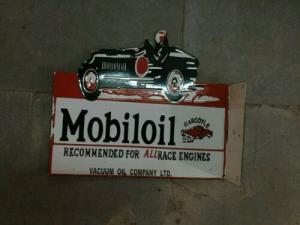 Mobiloil
GARGOYLE
RECOMMENDED FOR ALL RACE ENGINES
VACUUM OIL COMPANY LTD.